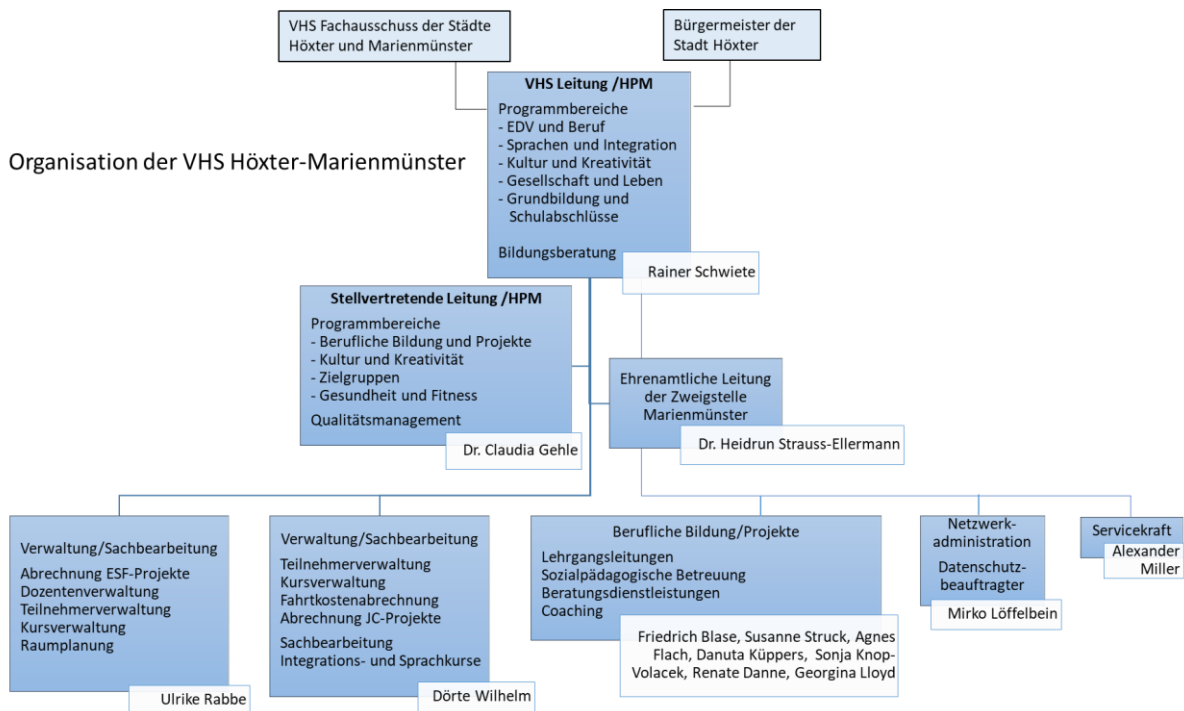 VHS Fachausschuss der Städte
Höxter und Marienmünster
Bürgermeister der
Stadt Höxter
Organisation der VHS Höxter-Marienmünster
VHS Leitung /HPM
Programmbereiche
- EDV und Beruf
- Sprachen und Integration
- Kultur und Kreativität
- Gesellschaft und Leben
- Grundbildung und
Schulabschlüsse
Bildungsberatung
Rainer Schwiete
Stellvertretende Leitung /HPM
Programmbereiche
- Berufliche Bildung und Projekte
- Kultur und Kreativität
- Zielgruppen
- Gesundheit und Fitness
Qualitätsmanagement
Dr. Claudia Gehle
Ehrenamtliche Leitung
der Zweigstelle
Marienmünster
Dr. Heidrun Strauss-Ellermann
Verwaltung/Sachbearbeitung
Abrechnung ESF-Projekte
Dozentenverwaltung
Teilnehmerverwaltung
Kursverwaltung
Raumplanung
Ulrike Rabbe
Verwaltung/Sachbearbeitung
Teilnehmerverwaltung
Kursverwaltung
Fahrtkostenabrechnung
Abrechnung JC-Projekte
Sachbearbeitung
Integrations- und Sprachkurse
Dörte Wilhelm
Berufliche Bildung/Projekte
Lehrgangsleitungen
Sozialpädagogische Betreuung
Beratungsdienstleistungen
Coaching
Friedrich Blase, Susanne Struck, Agnes
Flach, Danuta Küppers, Sonja Knop-
Volacek, Renate Danne, Georgina Lloyd
Netzwerk-
administration
Datenschutz-
beauftragter
Mirko Löffelbein
Servicekraft
Alexander
Miller